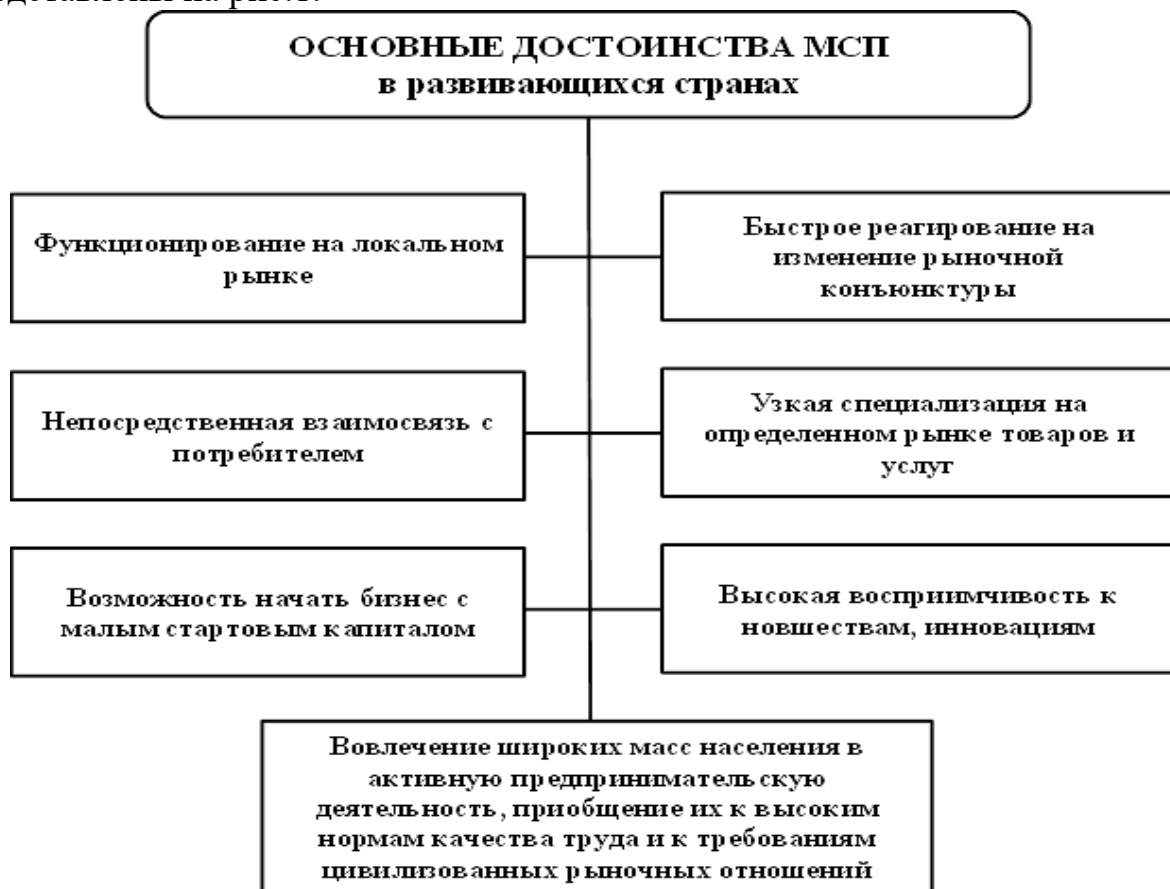 ОСНОВНЫЕ ДОСТОИНСТВА МСП
в развивающихся странах
Функционирование на локальном
рынке
Быстрое реагирование на
изменение рыночной
конъюнктуры
Непосредственная взаимосвязь с
потребителем
Узкая специализация на
определенном рынке товаров и
услуг
Возможность начать бизнес с
малым стартовым капиталом
Высокая восприимчивость к
новшествам, инновациям
Вовлечение широких масс населения в
активную предпринимательскую
деятельность, приобщение их к высоким
нормам качества труда и к требованиям
цивилизованных рыночных отношений